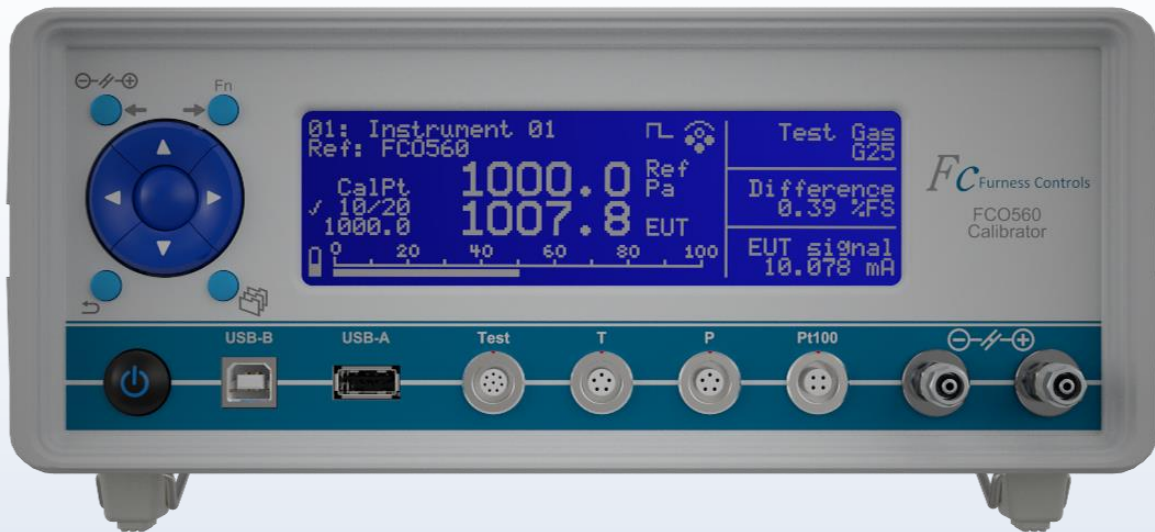 Fn
01: Instrument 01
Ref: FCO560
1000.0 Ref Pa
CalPt
✓ 10/20
1000.0
1007.8 EUT
0 20 40 60 80 100
Test Gas
G25
Difference
0.39 %FS
EUT signal
10.078 mA
Fc Furness Controls
FCO560
Calibrator
USB-B USB-A Test T P Pt100